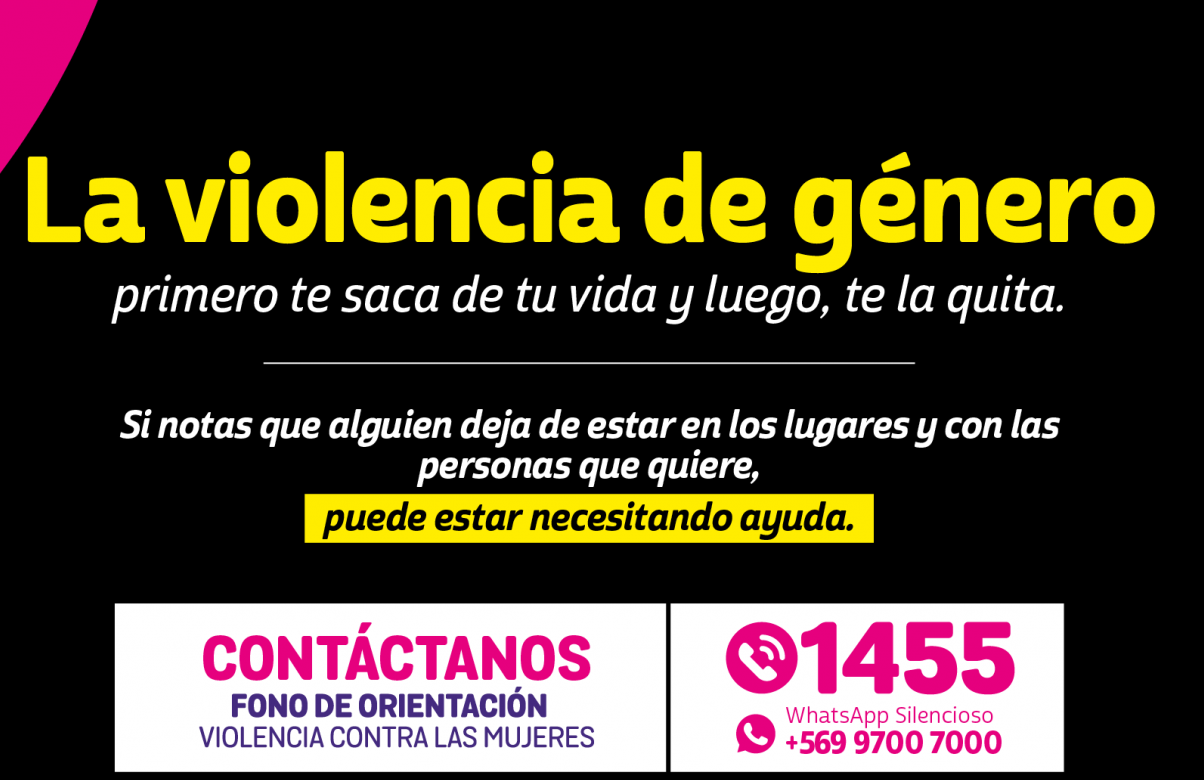 La violencia de género
primero te saca de tu vida y luego, te la quita.
Si notas que alguien deja de estar en los lugares y con las
personas que quiere,
puede estar necesitando ayuda.
CONTÁCTANOS
FONO DE ORIENTACIÓN
VIOLENCIA CONTRA LAS MUJERES
1455
WhatsApp Silencioso
+569 9700 7000